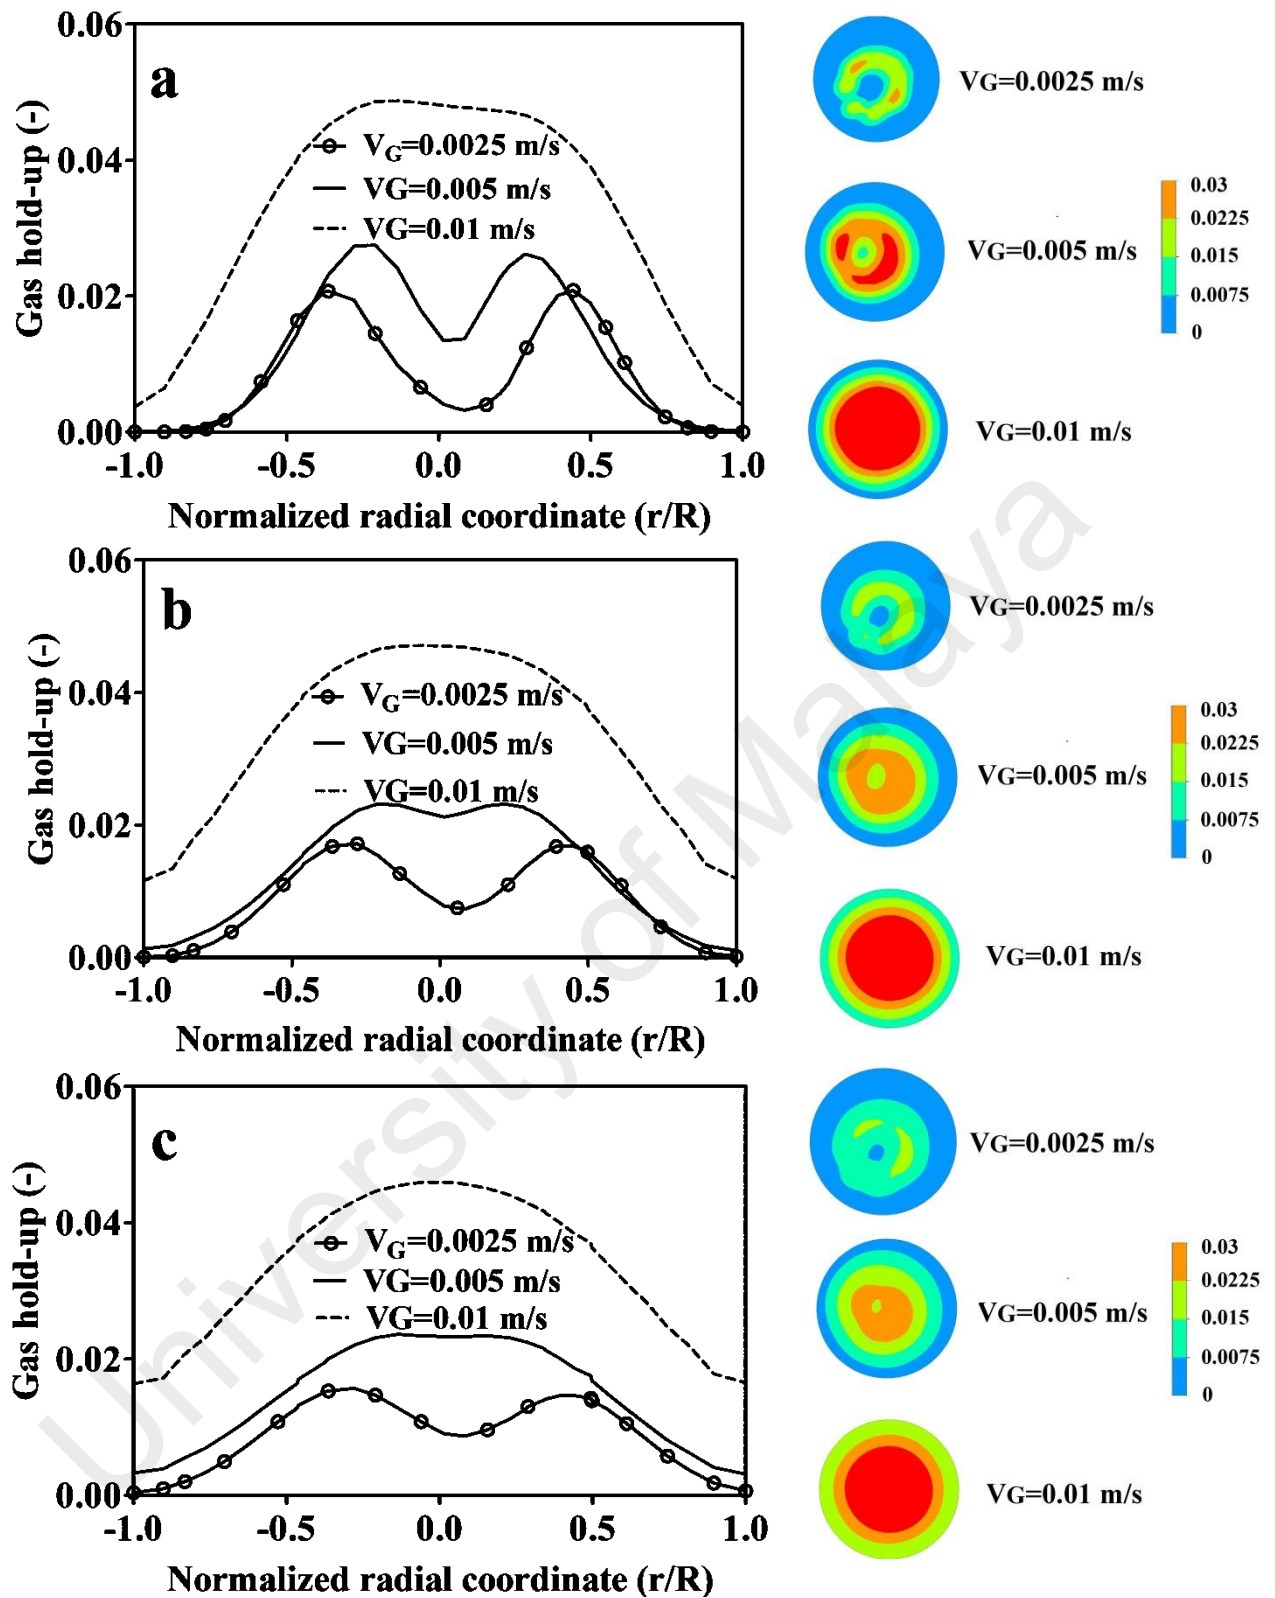 0.06
a
VG=0.0025 m/s
VG=0.005 m/s
VG=0.01 m/s
0.04
0.02
0.00
Gas hold-up (-)
-1.0 -0.5 0.0 0.5 1.0
Normalized radial coordinate (r/R)
VG=0.0025 m/s
VG=0.005 m/s
0.03
0.0225
0.015
0.0075
0
VG=0.01 m/s
0.06
b
VG=0.0025 m/s
VG=0.005 m/s
VG=0.01 m/s
0.04
0.02
0.00
Gas hold-up (-)
-1.0 -0.5 0.0 0.5 1.0
Normalized radial coordinate (r/R)
VG=0.0025 m/s
VG=0.005 m/s
0.03
0.0225
0.015
0.0075
0
VG=0.01 m/s
0.06
c
VG=0.0025 m/s
VG=0.005 m/s
VG=0.01 m/s
0.04
0.02
0.00
Gas hold-up (-)
-1.0 -0.5 0.0 0.5 1.0
Normalized radial coordinate (r/R)
VG=0.0025 m/s
VG=0.005 m/s
0.03
0.0225
0.015
0.0075
0
VG=0.01 m/s
University of Malaya